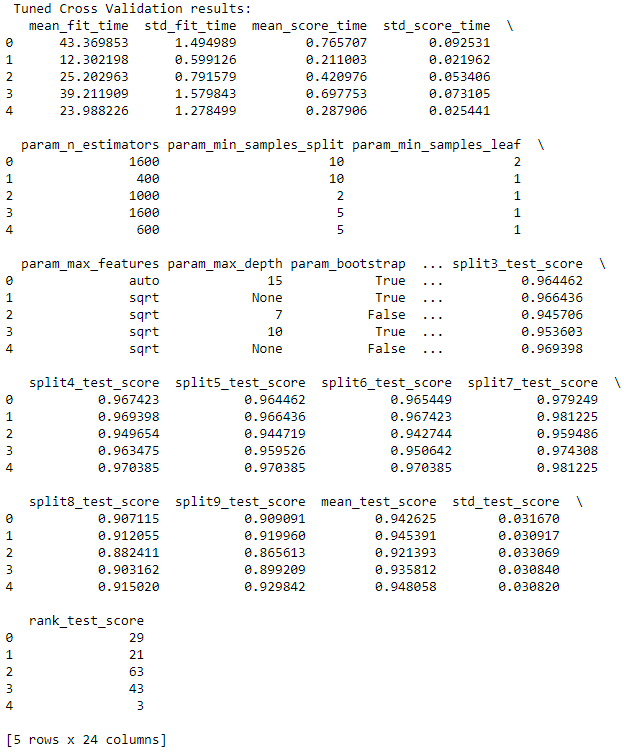 Tuned Cross Validation results:
mean_fit_time std_fit_time mean_score_time std_score_time \
0 43.369853 1.494989 0.765707 0.092531
1 12.302198 0.599126 0.211003 0.021962
2 25.202963 0.791579 0.420976 0.053406
3 39.211909 1.579843 0.697753 0.073105
4 23.988226 1.278499 0.287906 0.025441
param_n_estimators param_min_samples_split param_min_samples_leaf \
0 1600 10 2
1 400 10 1
2 1000 2 1
3 1600 5 1
4 600 5 1
param_max_features param_max_depth param_bootstrap ... split3_test_score \
0 auto 15 True ... 0.964462
1 sqrt None True ... 0.966436
2 sqrt 7 False ... 0.945706
3 sqrt 10 True ... 0.953603
4 sqrt None False ... 0.969398
split4_test_score split5_test_score split6_test_score split7_test_score \
0 0.967423 0.964462 0.965449 0.979249
1 0.969398 0.966436 0.967423 0.981225
2 0.949654 0.944719 0.942744 0.959486
3 0.963475 0.959526 0.950642 0.974308
4 0.970385 0.970385 0.970385 0.981225
split8_test_score split9_test_score mean_test_score std_test_score \
0 0.907115 0.909091 0.942625 0.031670
1 0.912055 0.919960 0.945391 0.030917
2 0.882411 0.865613 0.921393 0.033069
3 0.903162 0.899209 0.935812 0.030840
4 0.915020 0.929842 0.948058 0.030820
rank_test_score
0 29
1 21
2 63
3 43
4 3
[5 rows x 24 columns]